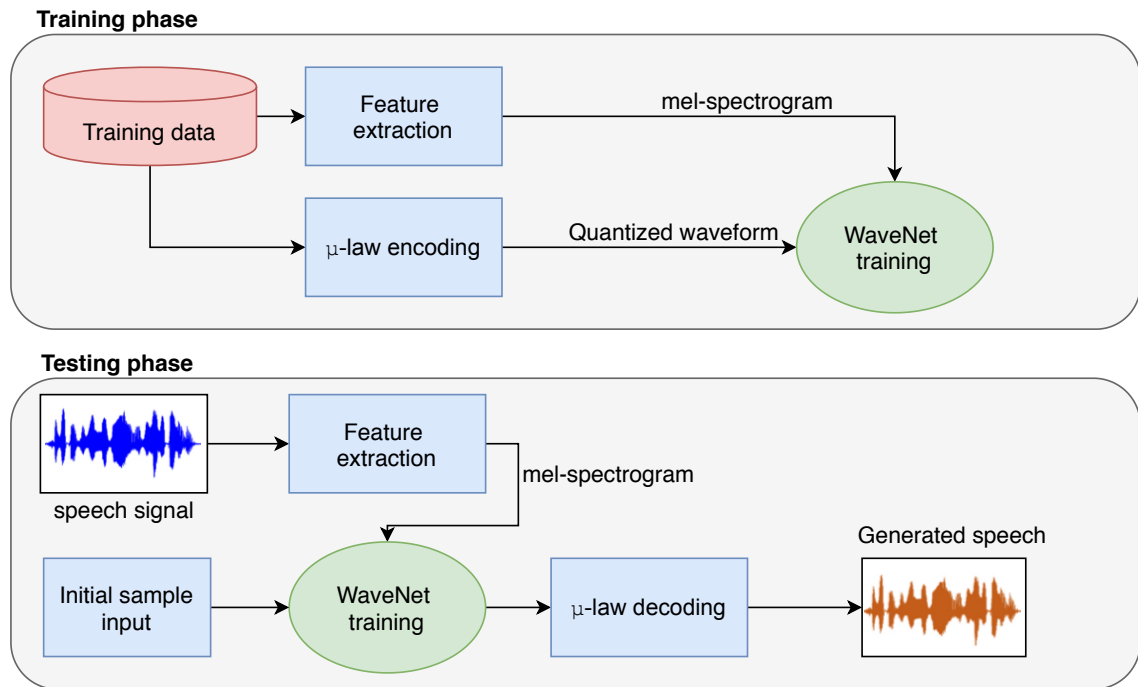 Training phase
Training data
Feature
extraction
mel-spectrogram
µ-law encoding
Quantized waveform
WaveNet
training
Testing phase
speech signal
Feature
extraction
mel-spectrogram
Initial sample
input
WaveNet
training
µ-law decoding
Generated speech